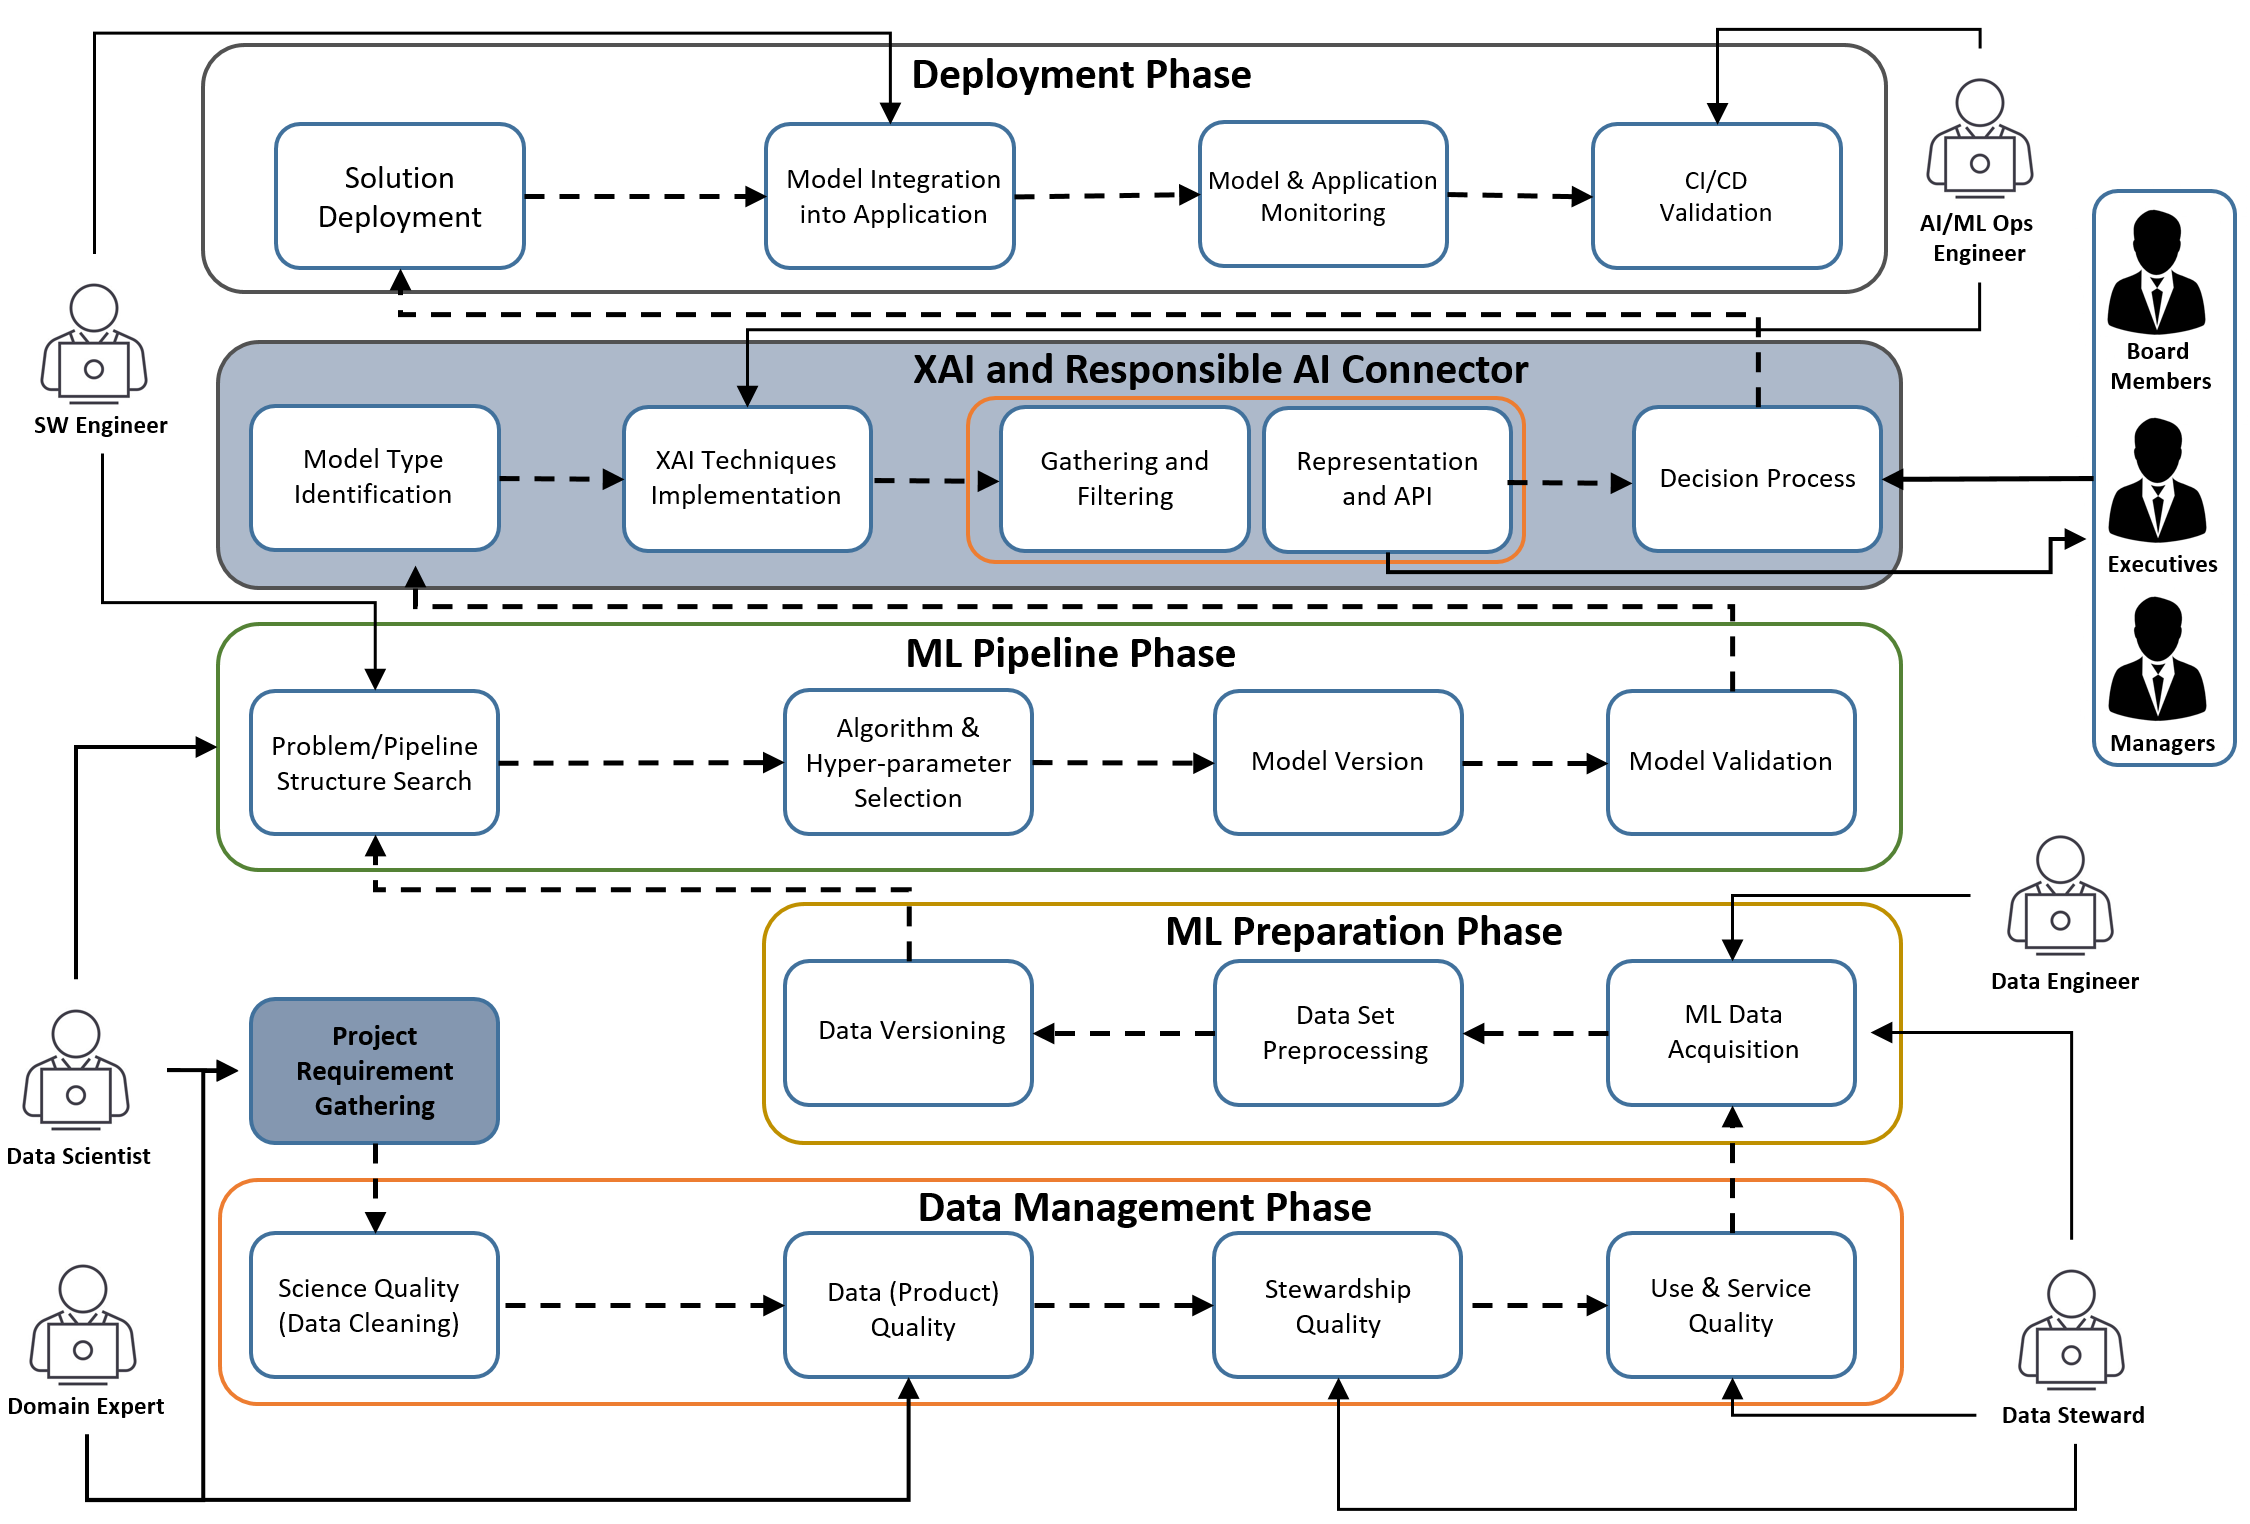 Deployment Phase
Solution
Deployment
Model Integration
into Application
Model & Application
Monitoring
CI/CD
Validation
AI/ML Ops
Engineer
SW Engineer
Board
Members
Executives
Managers
XAI and Responsible AI Connector
Model Type
Identification
XAI Techniques
Implementation
Gathering and
Filtering
Representation
and API
Decision Process
ML Pipeline Phase
Problem/Pipeline
Structure Search
Algorithm &
Hyper-parameter
Selection
Model Version
Model Validation
ML Preparation Phase
Data Versioning
Data Set
Preprocessing
ML Data
Acquisition
Data Engineer
Data Scientist
Project
Requirement
Gathering
Data Management Phase
Science Quality
(Data Cleaning)
Data (Product)
Quality
Stewardship
Quality
Use & Service
Quality
Domain Expert
Data Steward